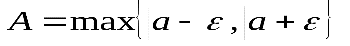 A = max{|a - ε, |a + ε}